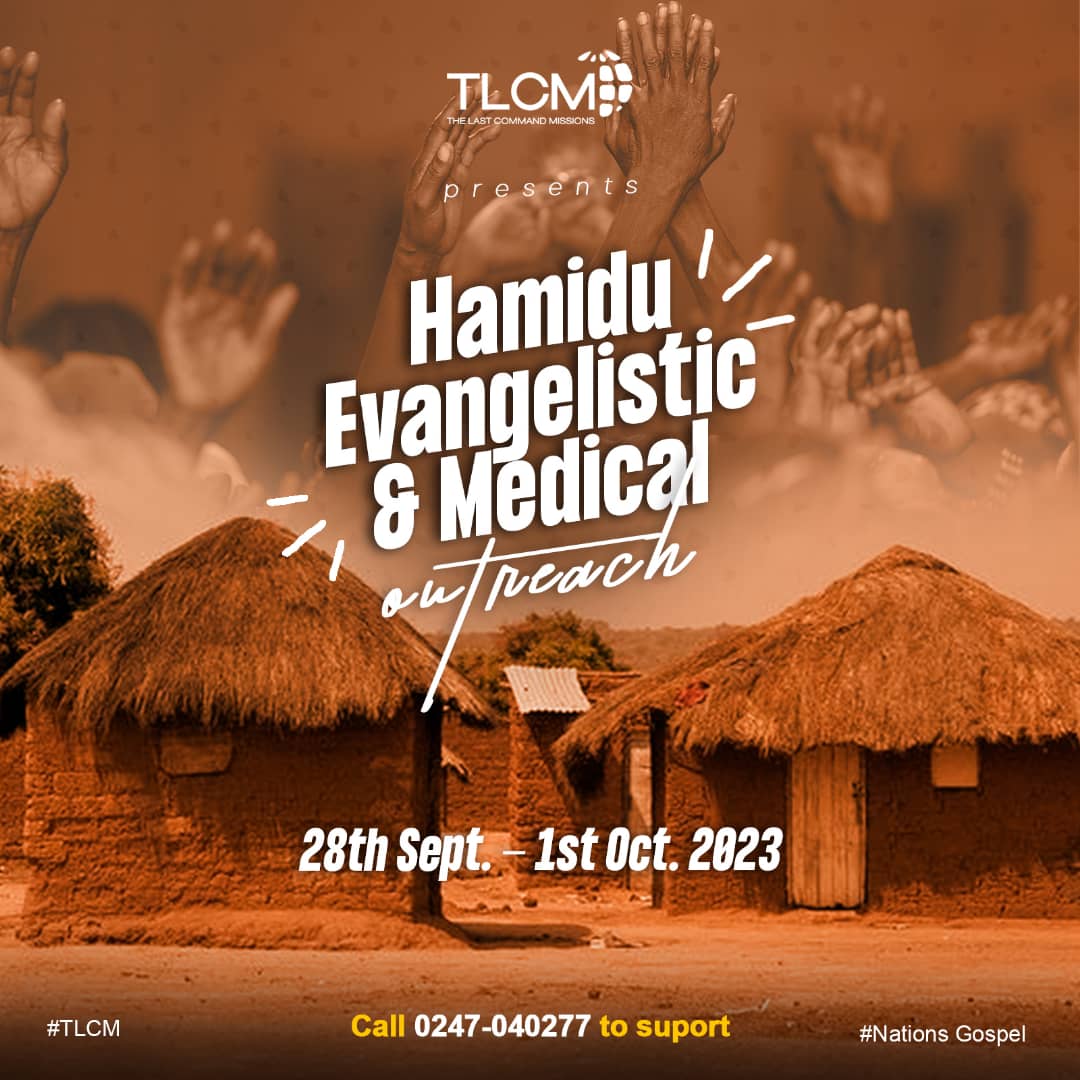 TLCM
THE LAST COMMAND MISSIONS
presents
Hamidu
Evangelistic
& Medical
outreach
28th Sept. – 1st Oct. 2023
#TLCM
Call 0247-040277 to suport
#Nations Gospel